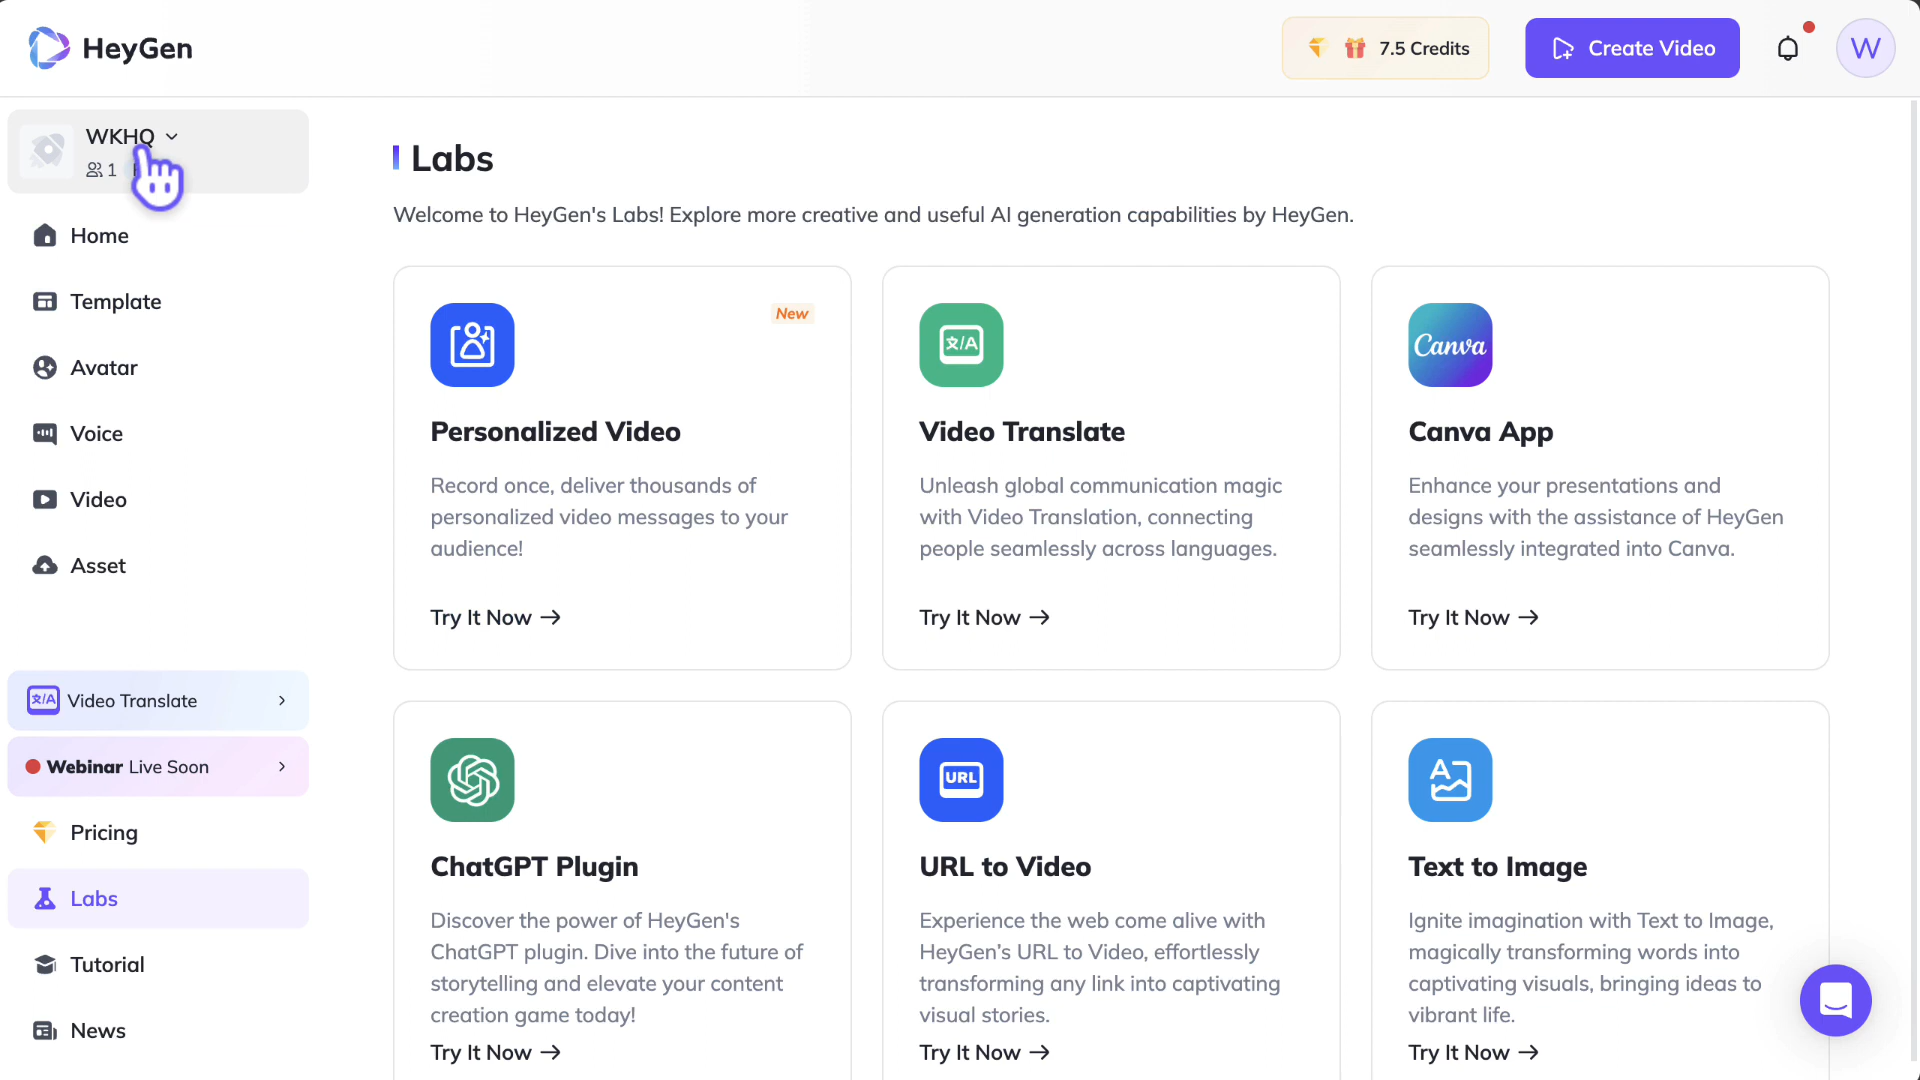 HeyGen
7.5 Credits
Create Video
W
WKHQ
1
Home
Template
Avatar
Voice
Video
Asset
Video Translate
Webinar Live Soon
Pricing
Labs
Tutorial
News
Labs
Welcome to HeyGen's Labs! Explore more creative and useful AI generation capabilities by HeyGen.
New
Personalized Video
Record once, deliver thousands of
personalized video messages to your
audience!
Try It Now
文/A
Video Translate
Unleash global communication magic
with Video Translation, connecting
people seamlessly across languages.
Try It Now
Canva
Canva App
Enhance your presentations and
designs with the assistance of HeyGen
seamlessly integrated into Canva.
Try It Now
ChatGPT Plugin
Discover the power of HeyGen's
ChatGPT plugin. Dive into the future of
storytelling and elevate your content
creation game today!
Try It Now
URL
URL to Video
Experience the web come alive with
HeyGen's URL to Video, effortlessly
transforming any link into captivating
visual stories.
Try It Now
A
Text to Image
Ignite imagination with Text to Image,
magically transforming words into
captivating visuals, bringing ideas to
vibrant life.
Try It Now